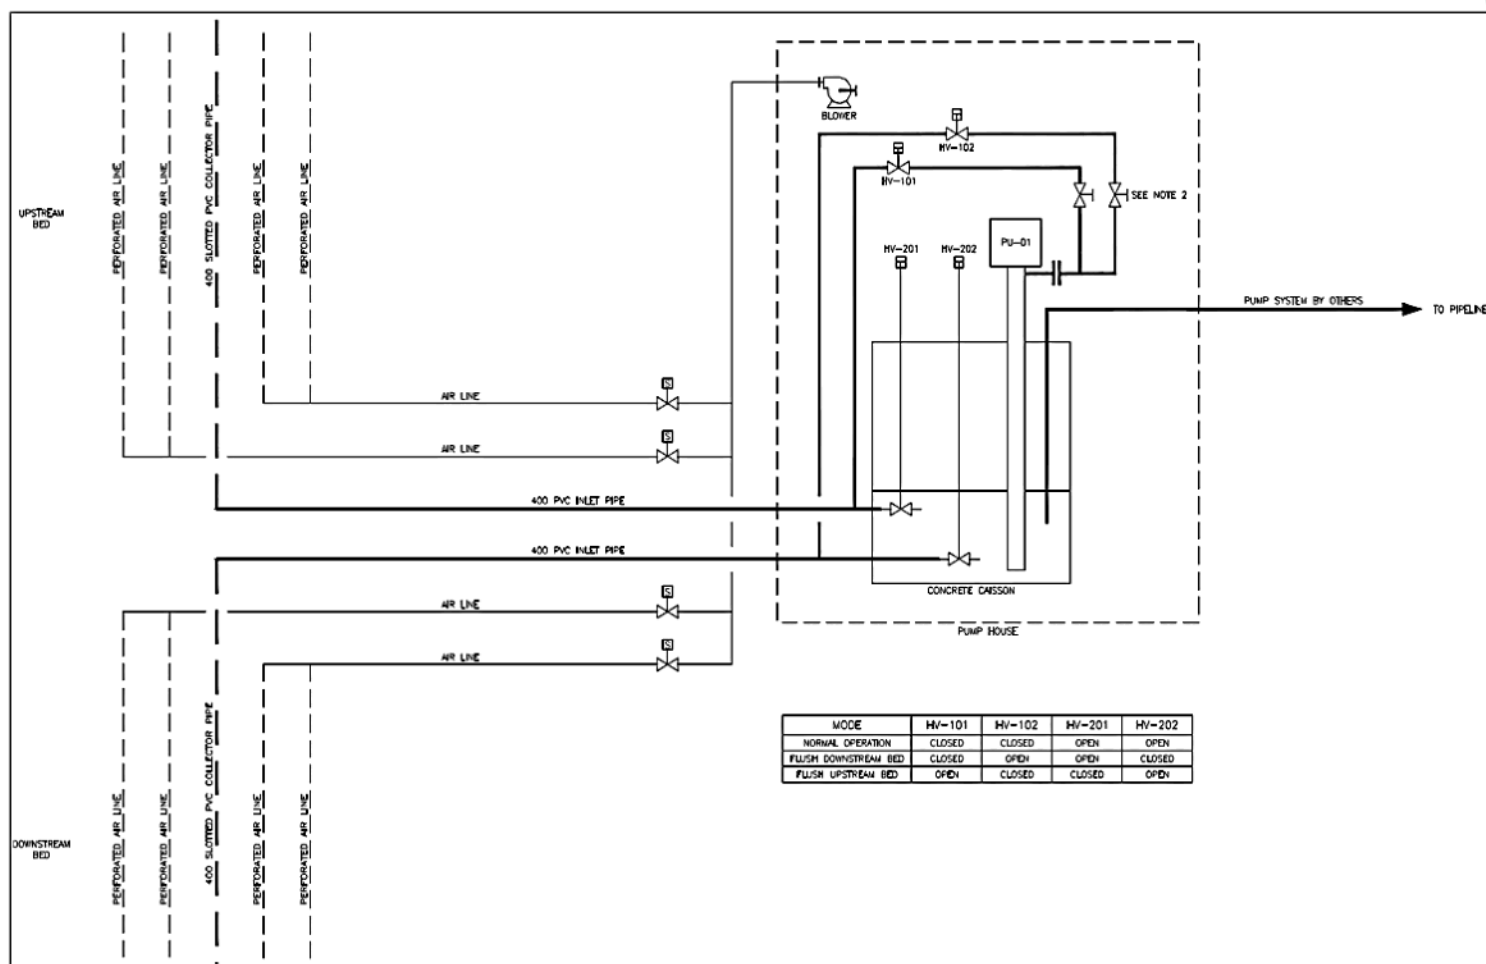 BLOWER
HV-102
HV-101
SEE NOTE 2
HV-201
HV-202
PU-01
PUMP SYSTEM BY OTHERS
TO PIPELINE
UPSTREAM
BED
PERFORATED AIR LINE
PERFORATED AIR LINE
400 SLOTTED PVC COLLECTOR PIPE
PERFORATED AIR LINE
PERFORATED AIR LINE
S
AIR LINE
S
AIR LINE
400 PVC INLET PIPE
400 PVC INLET PIPE
CONCRETE CAISSON
S
AIR LINE
PUMP HOUSE
S
AIR LINE
DOWNSTREAM
BED
PERFORATED AIR LINE
PERFORATED AIR LINE
400 SLOTTED PVC COLLECTOR PIPE
PERFORATED AIR LINE
PERFORATED AIR LINE
MODE HV-101 HV-102 HV-201 HV-202
NORMAL OPERATION CLOSED CLOSED OPEN OPEN
FLUSH DOWNSTREAM BED CLOSED OPEN OPEN CLOSED
FLUSH UPSTREAM BED OPEN CLOSED CLOSED OPEN